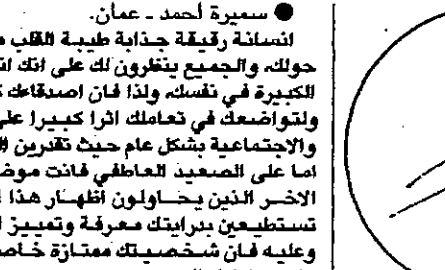 ● سميرة أحمد ـ عمان.
انسانة رقيقة جذابة طيبة القلب
حولك، والجميع ينظرون لك على انك
الكبيرة في نفسك، ولذا فان اصدقاءك
ولتواضعك في تعاملك اثرا كبيرا على
والاجتماعية بشكل عام حيث تقدرين
اما على الصعيد العاطفي فانت
الاخر الذين يحاولون اظهار هذا
تستطيعين بدرايتك معرفة وتمييز
وعليه فان شخصيتك ممتازة